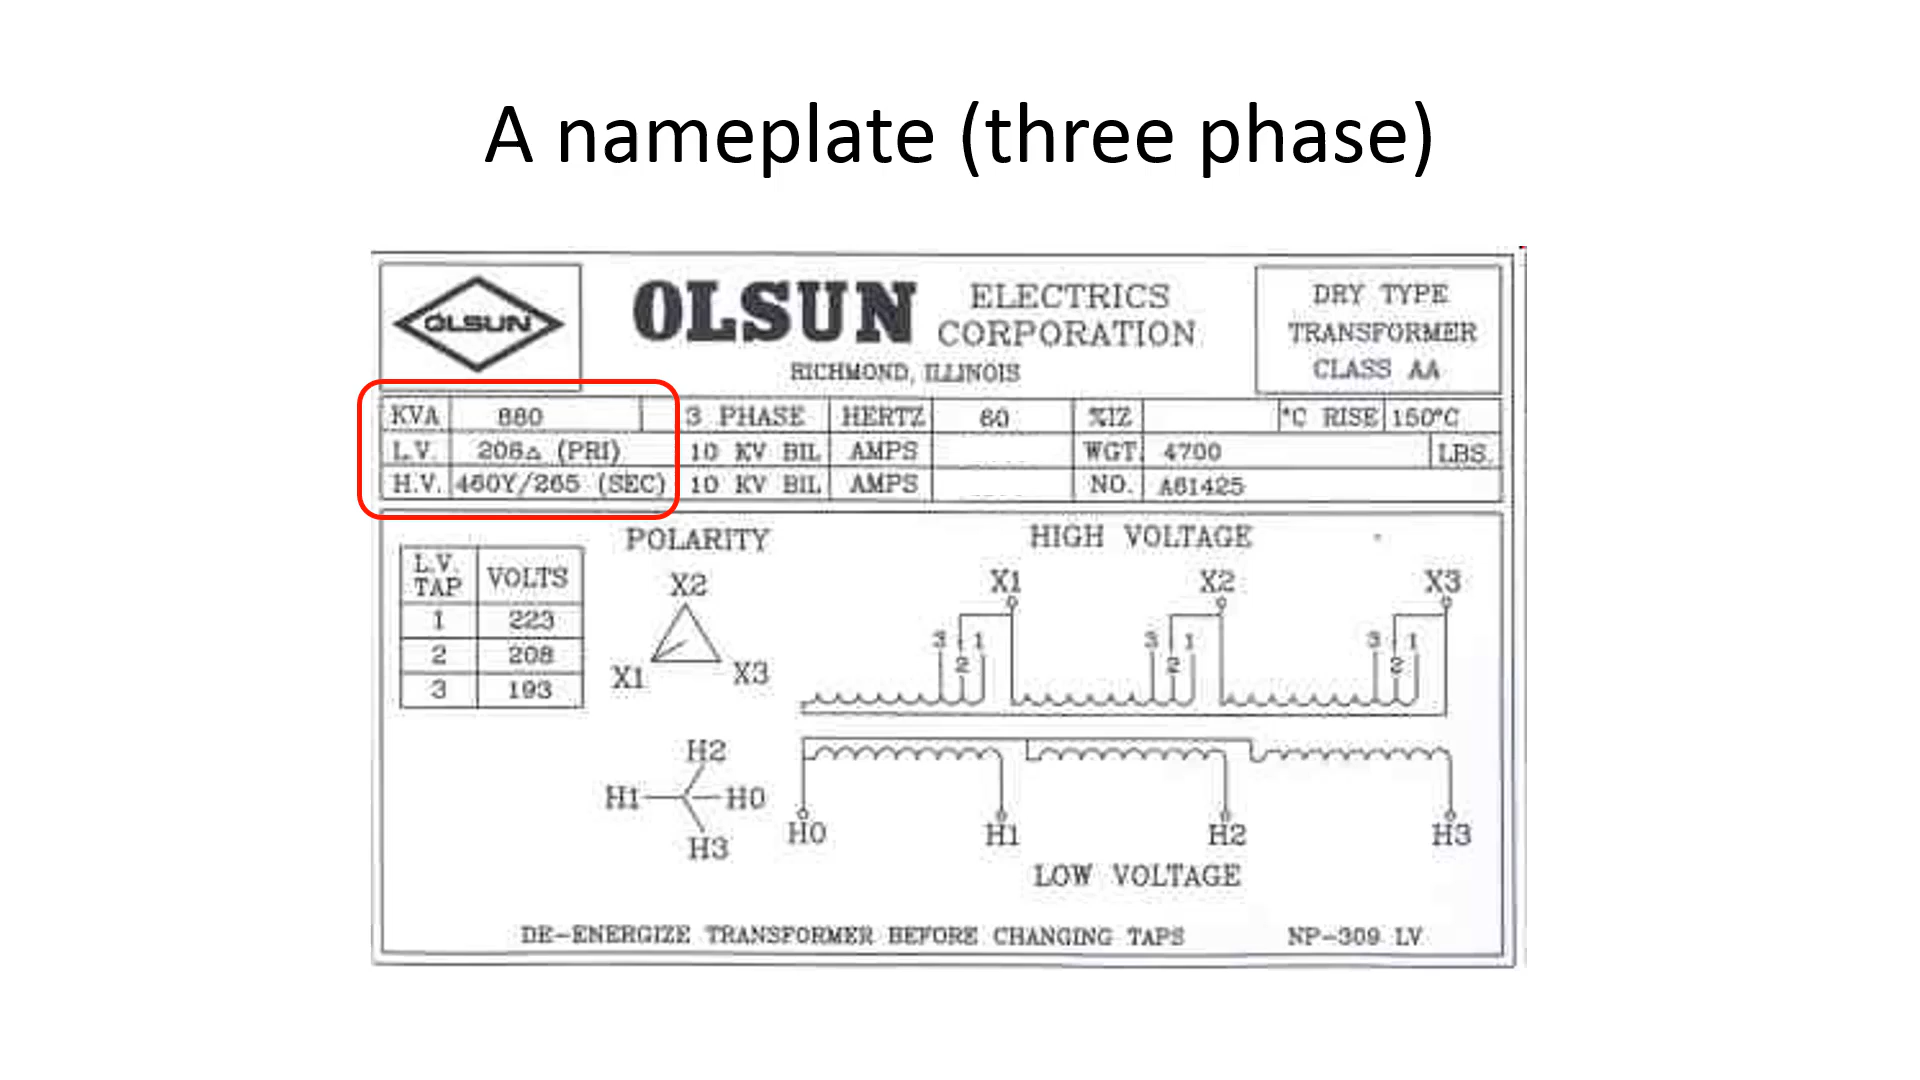 A nameplate (three phase)
OLSUN
OLSUN
ELECTRICS
CORPORATION
RICHMOND, ILLINOIS
DRY TYPE
TRANSFORMER
CLASS AA
KVA 880 3 PHASE HERTZ 60 %IZ °C RISE 150°C
L.V. 208△ (PRI) 10 KV BIL AMPS WGT. 4700 LBS.
H.V. 460Y/265 (SEC) 10 KV BIL AMPS NO. A61425
L.V. TAP VOLTS
1 223
2 208
3 193
POLARITY
X2
X1 X3
H2
H1 H0
H3
HIGH VOLTAGE
X1 X2 X3
3 1 3 1 3 1
2 2 2
H0 H1 H2 H3
LOW VOLTAGE
DE-ENERGIZE TRANSFORMER BEFORE CHANGING TAPS NP-309 LV